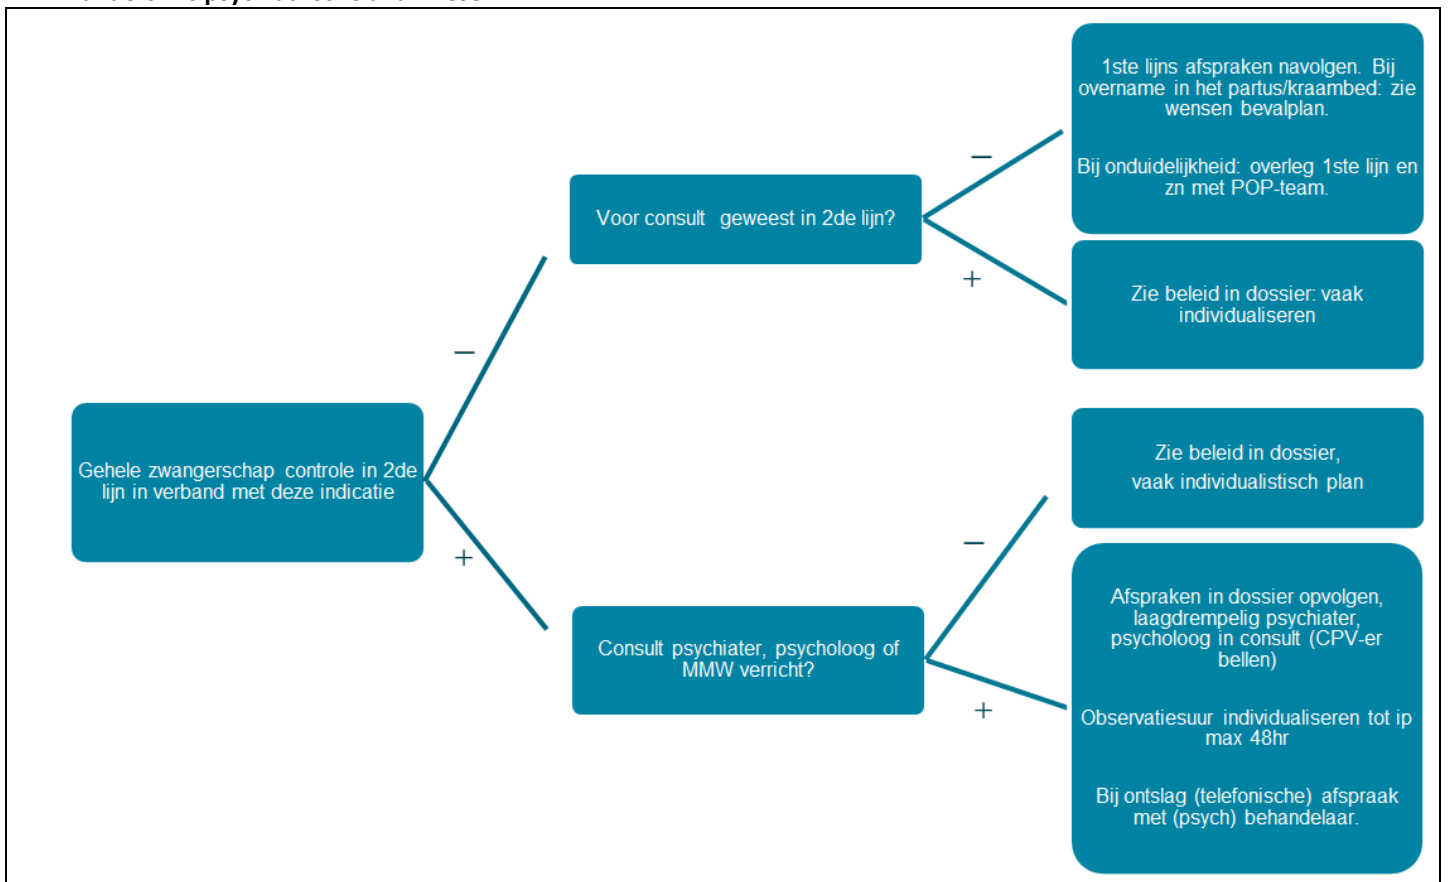 1ste lijns afspraken navolgen. Bij
overname in het partus/kraambed: zie
wensen bevalplan.
Bij onduidelijkheid: overleg 1ste lijn en
zn met POP-team.
–
Voor consult geweest in 2de lijn?
+
Zie beleid in dossier: vaak
individualiseren
–
Gehele zwangerschap controle in 2de
lijn in verband met deze indicatie
+
Zie beleid in dossier,
vaak individualistisch plan
–
Consult psychiater, psycholoog of
MMW verricht?
+
Afspraken in dossier opvolgen,
laagdrempelig psychiater,
psycholoog in consult (CPV-er
bellen)
Observatiesuur individualiseren tot ip
max 48hr
Bij ontslag (telefonische) afspraak
met (psych) behandelaar.